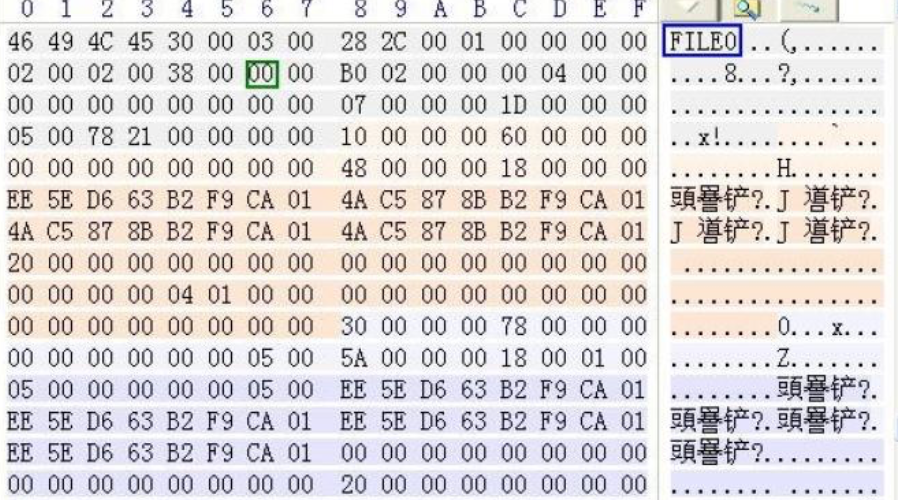 0 1 2 3 4 5 6 7 8 9 A B C D E F
46 49 4C 45 30 00 03 00 28 2C 00 01 00 00 00 00 FILE0..(,......
02 00 02 00 38 00 00 00 B0 02 00 00 00 04 00 00 ....8...?,......
00 00 00 00 00 00 00 00 07 00 00 00 1D 00 00 00 ................
05 00 78 21 00 00 00 00 10 00 00 00 60 00 00 00 ..x!........`...
00 00 00 00 00 00 00 00 48 00 00 00 18 00 00 00 ........H.......
EE 5E D6 63 B2 F9 CA 01 4A C5 87 8B B2 F9 CA 01 頭罯铲?.J 噵铲?.
4A C5 87 8B B2 F9 CA 01 4A C5 87 8B B2 F9 CA 01 J 噵铲?.J 噵铲?.
20 00 00 00 00 00 00 00 00 00 00 00 00 00 00 00 ...............
00 00 00 00 04 01 00 00 00 00 00 00 00 00 00 00 ................
00 00 00 00 00 00 00 00 30 00 00 00 78 00 00 00 ........0...x...
00 00 00 00 00 00 05 00 5A 00 00 00 18 00 01 00 ........Z.......
05 00 00 00 00 00 05 00 EE 5E D6 63 B2 F9 CA 01 ........頭罯铲?.
EE 5E D6 63 B2 F9 CA 01 EE 5E D6 63 B2 F9 CA 01 頭罯铲?.頭罯铲?.
EE 5E D6 63 B2 F9 CA 01 00 00 00 00 00 00 00 00 頭罯铲?.........
00 00 00 00 00 00 00 00 20 00 00 00 00 00 00 00 ........ .......